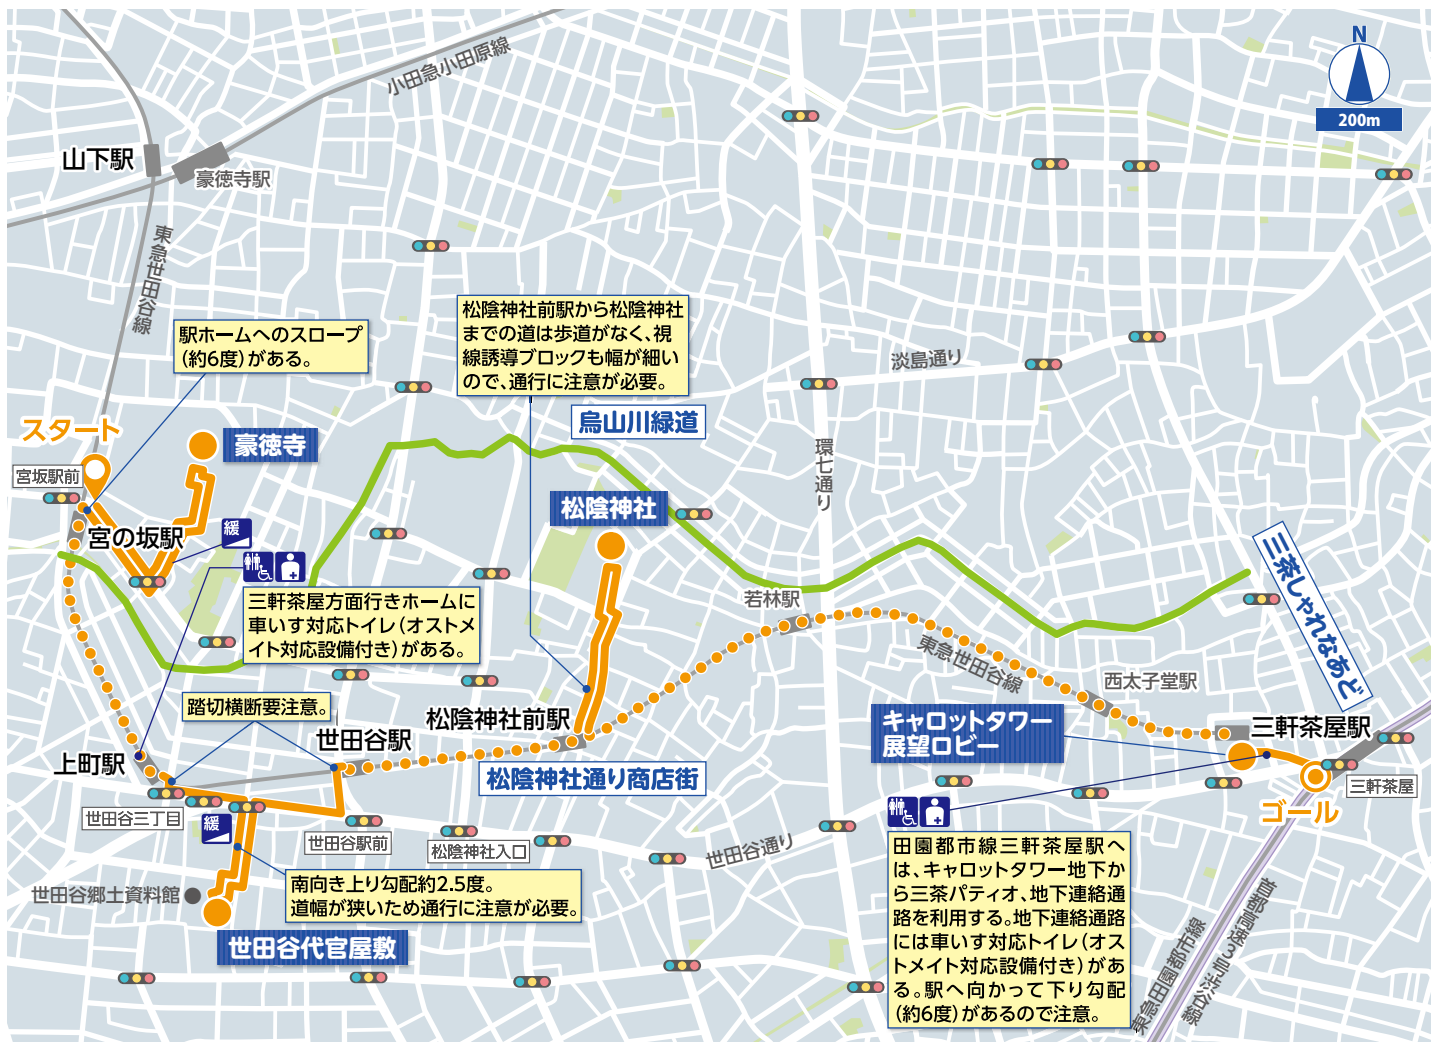 小田急小田原線
N
200m
山下駅
豪徳寺駅
東急世田谷線
駅ホームへのスロープ
(約6度)がある。
松陰神社前駅から松陰神社
までの道は歩道がなく、視
線誘導ブロックも幅が細い
ので、通行に注意が必要。
淡島通り
スタート
豪徳寺
烏山川緑道
環七通り
宮坂駅前
松陰神社
宮の坂駅
緩
三茶しゃれなあど
三軒茶屋方面行きホームに
車いす対応トイレ(オストメ
イト対応設備付き)がある。
若林駅
東急世田谷線
西太子堂駅
踏切横断要注意。
松陰神社前駅
世田谷駅
キャロットタワー
展望ロビー
三軒茶屋駅
上町駅
松陰神社通り商店街
三軒茶屋
ゴール
世田谷三丁目
緩
世田谷駅前
松陰神社入口
世田谷通り
田園都市線三軒茶屋駅へ
は、キャロットタワー地下か
ら三茶パティオ、地下連絡通
路を利用する。地下連絡通路
には車いす対応トイレ(オス
トメイト対応設備付き)があ
る。駅へ向かって下り勾配
(約6度)があるので注意。
世田谷郷土資料館
南向き上り勾配約2.5度。
道幅が狭いため通行に注意が必要。
世田谷代官屋敷
東急田園都市線
首都高速3号渋谷線